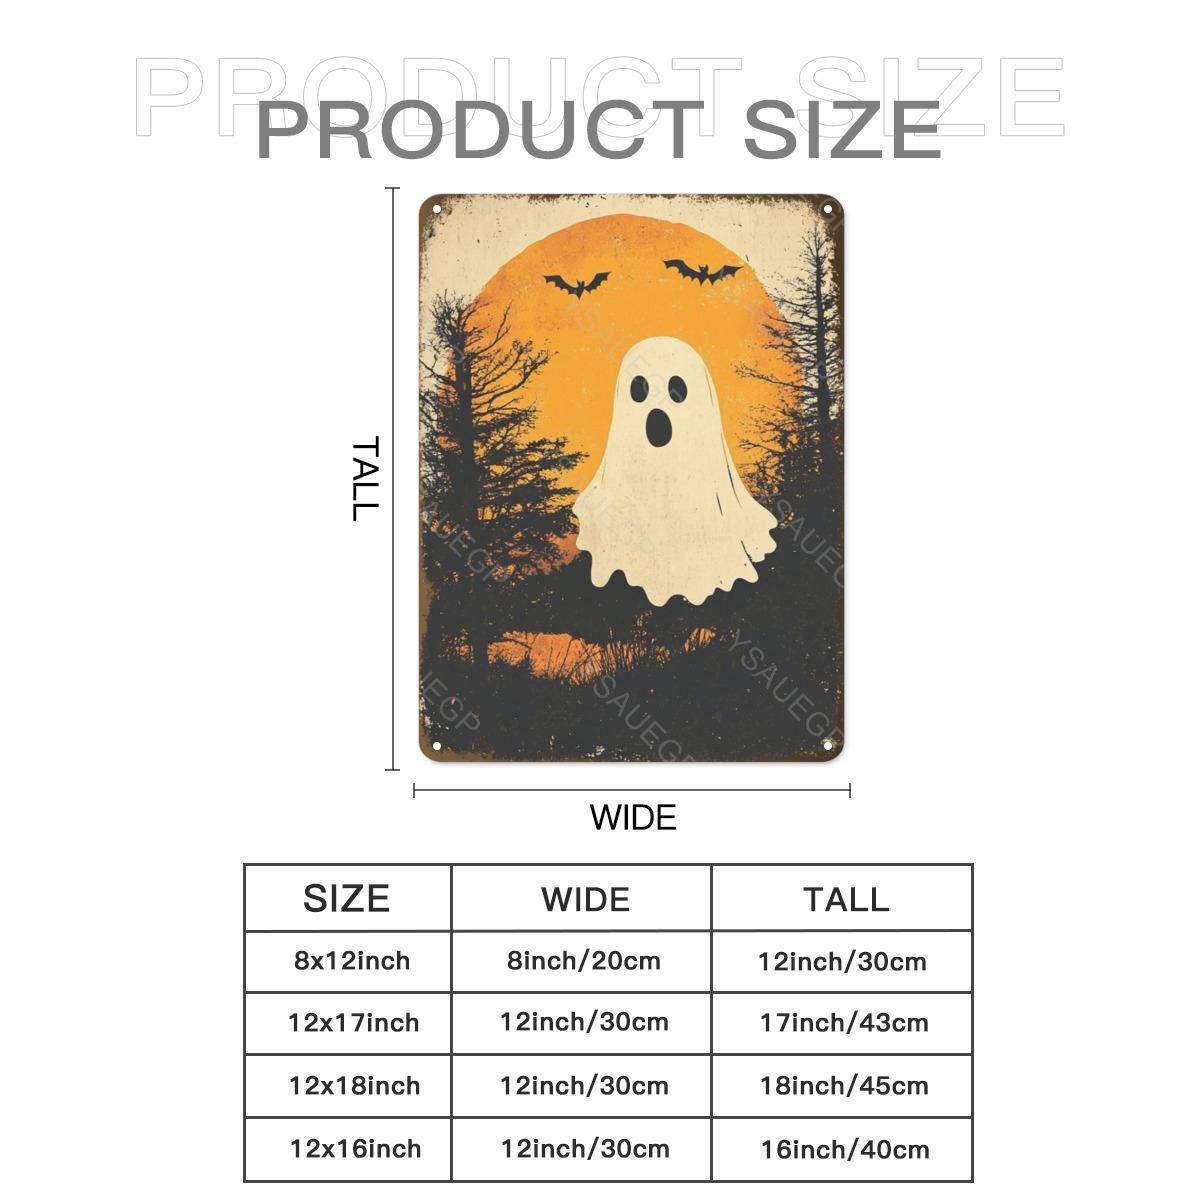 PRODUCT SIZE
PRODUCT SIZE
TALL
YSAUEGP
YSAUEGP
YSAUEGP
WIDE
SIZE WIDE TALL
8x12inch 8inch/20cm 12inch/30cm
12x17inch 12inch/30cm 17inch/43cm
12x18inch 12inch/30cm 18inch/45cm
12x16inch 12inch/30cm 16inch/40cm